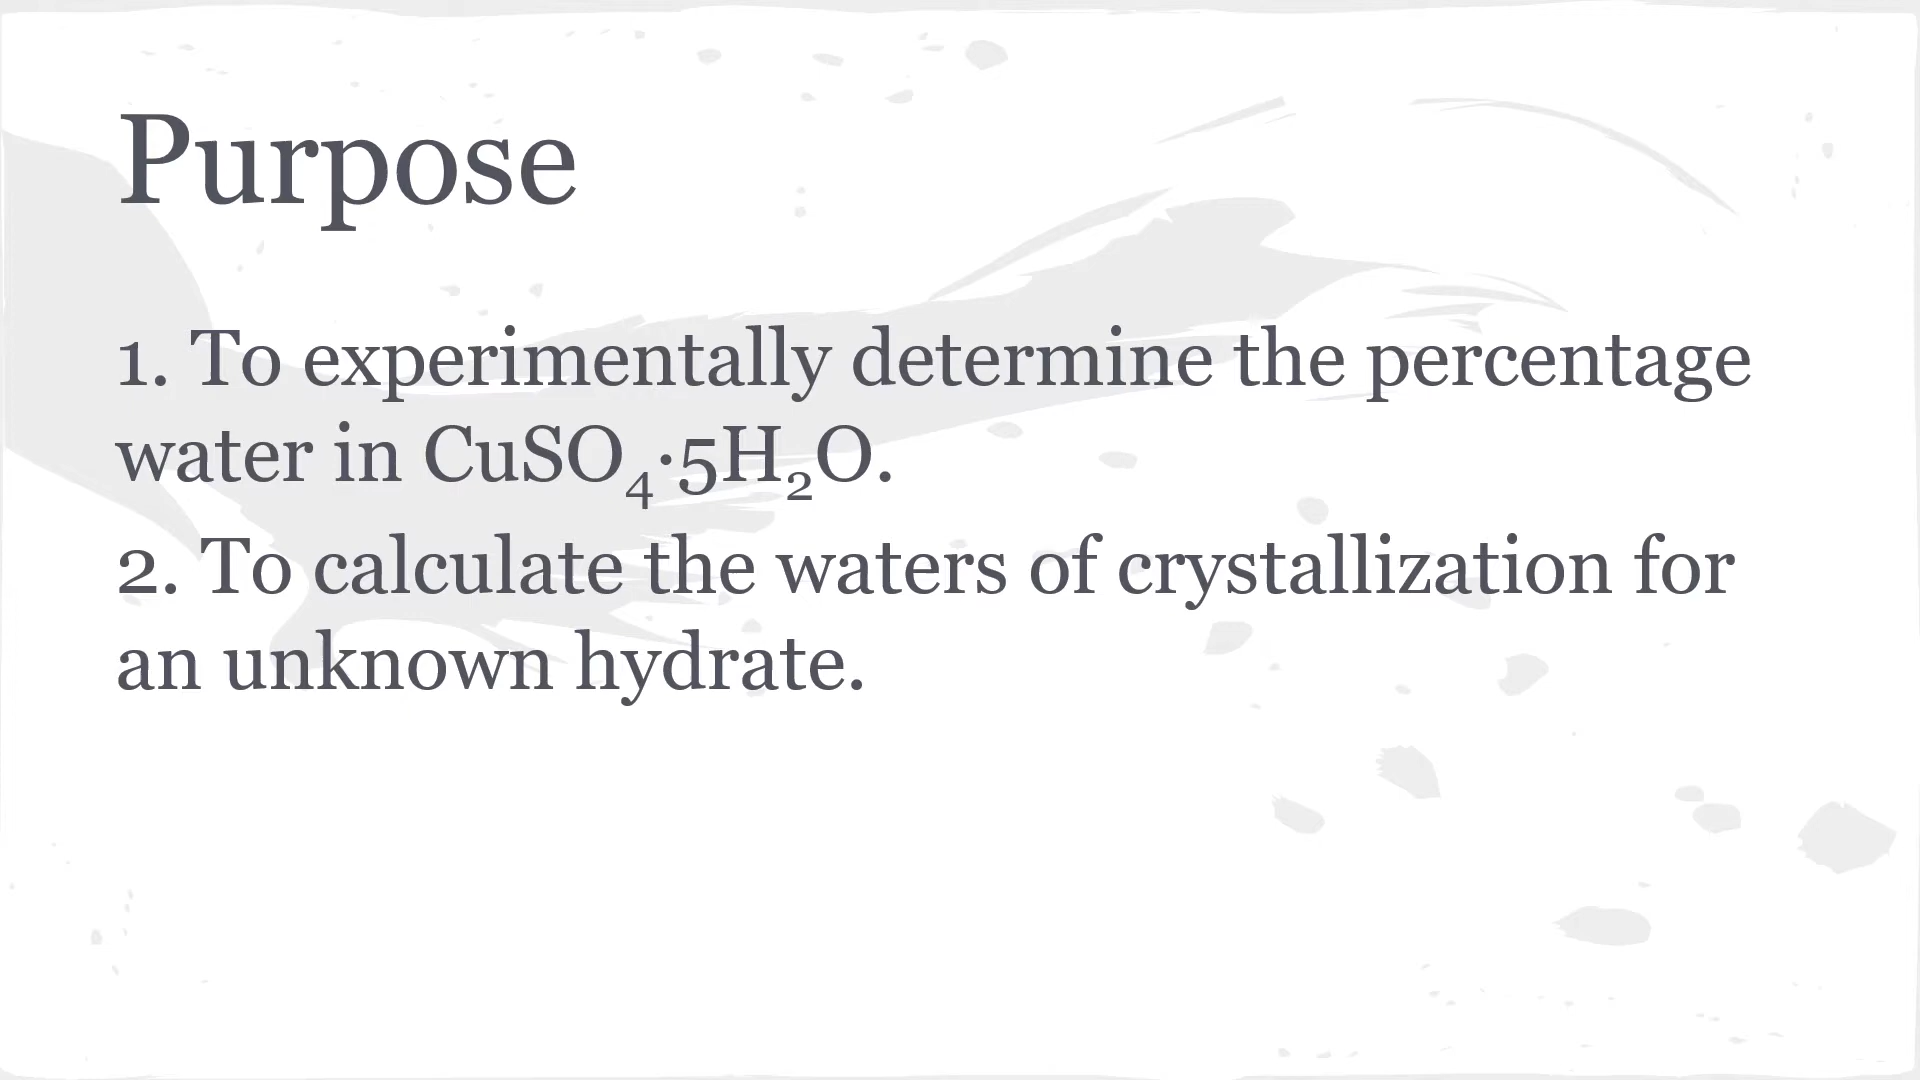 Purpose
1. To experimentally determine the percentage
water in CuSO₄·5H₂O.
2. To calculate the waters of crystallization for
an unknown hydrate.